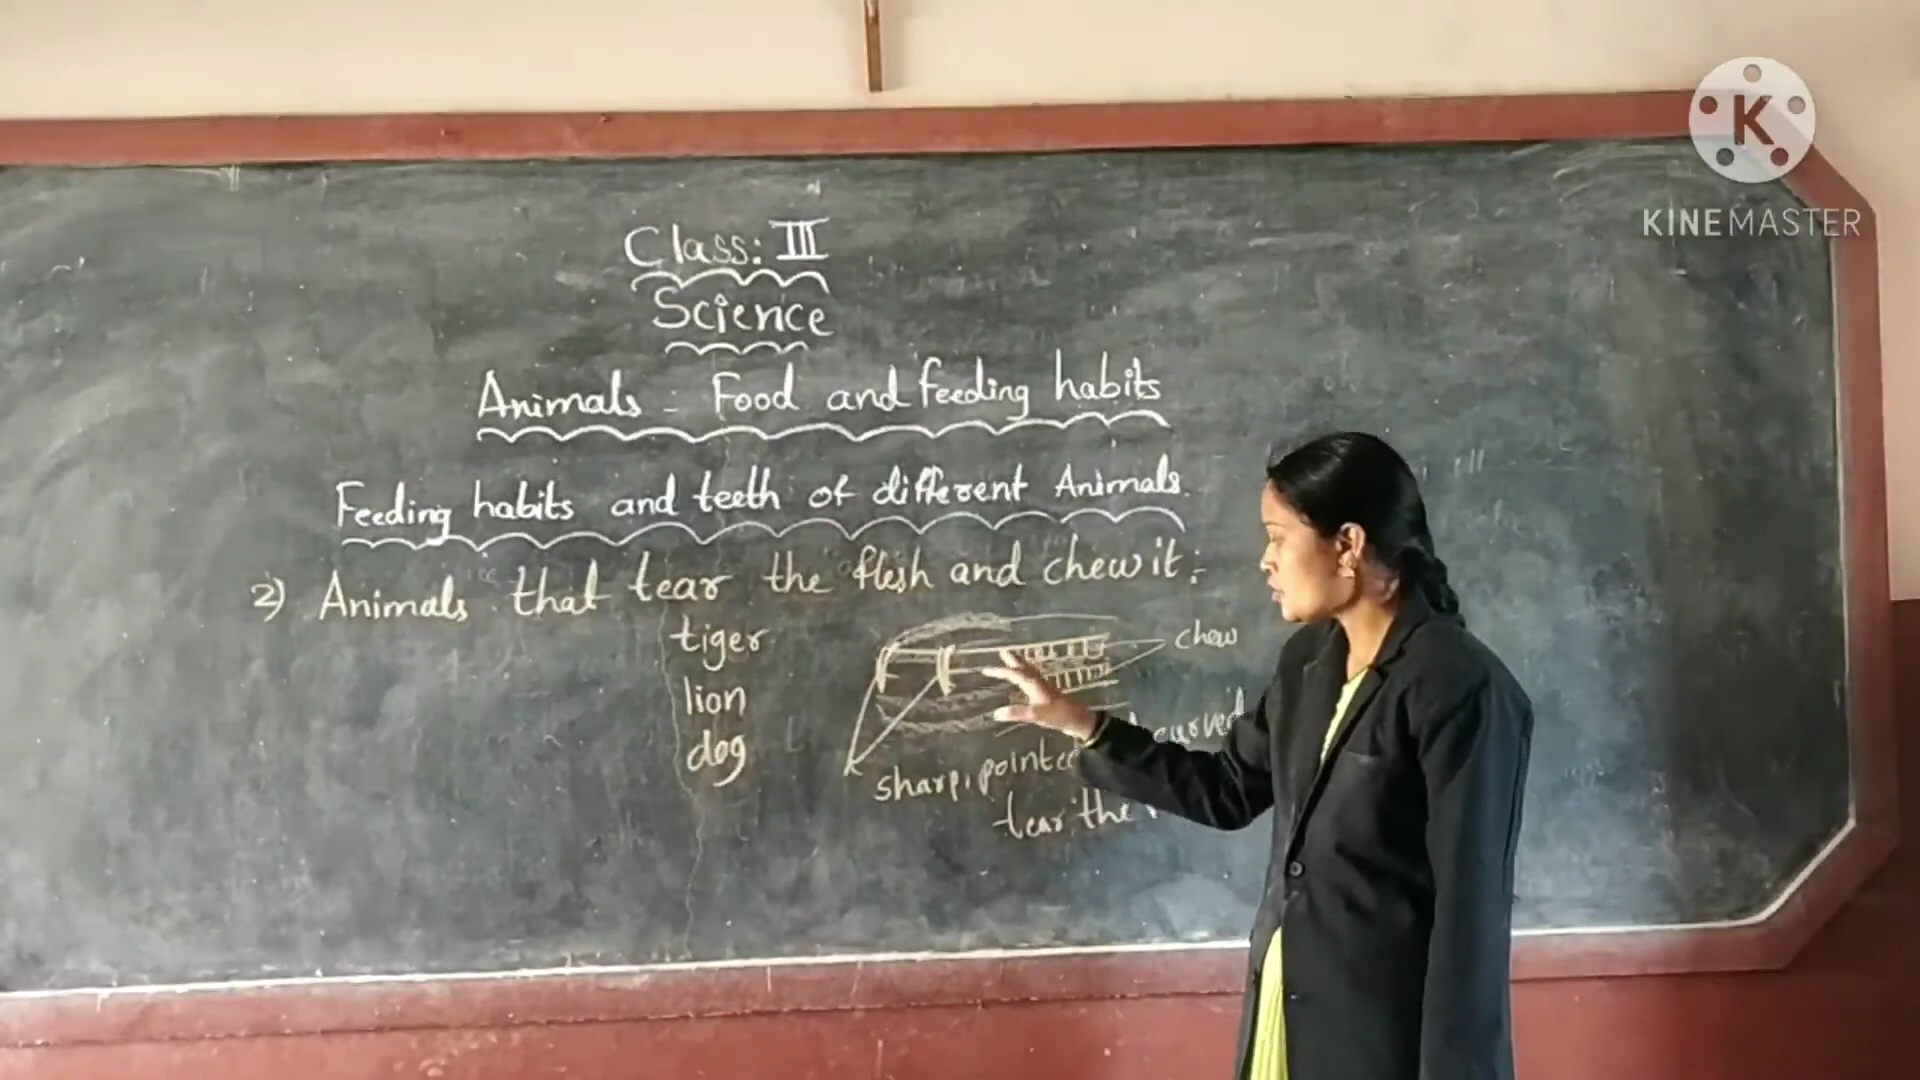 Class: III
Science
Animals - Food and feeding habits
Feeding habits and teeth of different Animals.
2) Animals that tear the flesh and chew it:-
tiger
lion
dog
chew
sharp, pointed curved
tear the
KINEMASTER